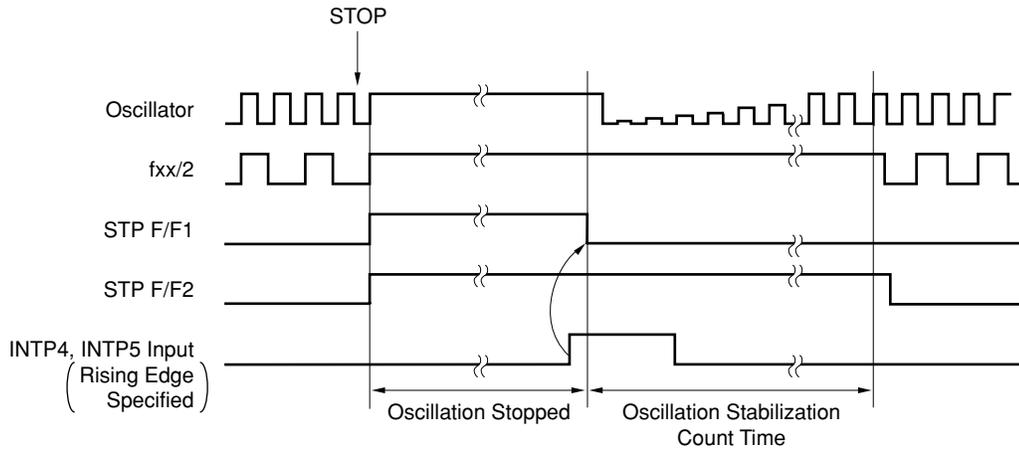 STOP
Oscillator
fxx/2
STP F/F1
STP F/F2
INTP4, INTP5 Input
(Rising Edge
Specified)
Oscillation Stopped
Oscillation Stabilization
Count Time